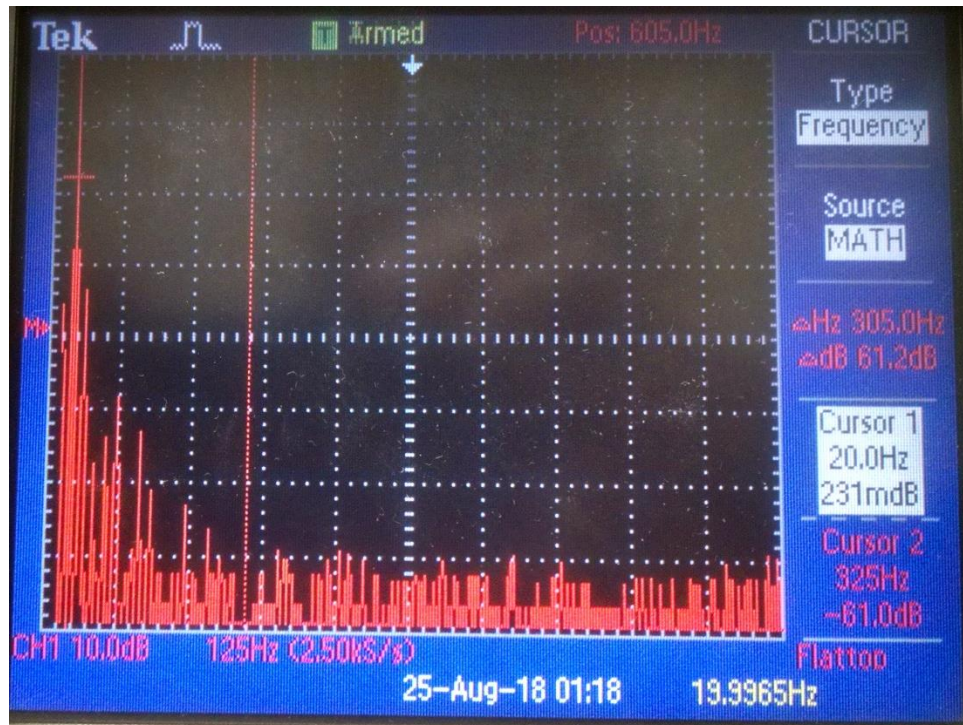 Tek Armed Pos: 605.0Hz CURSOR
Type
Frequency
Source
MATH
M
ΔHz 305.0Hz
ΔdB 61.2dB
Cursor 1
20.0Hz
231mdB
Cursor 2
325Hz
-61.0dB
CH1 10.0dB 125Hz (2.50kS/s) Flattop
25-Aug-18 01:18 19.9965Hz